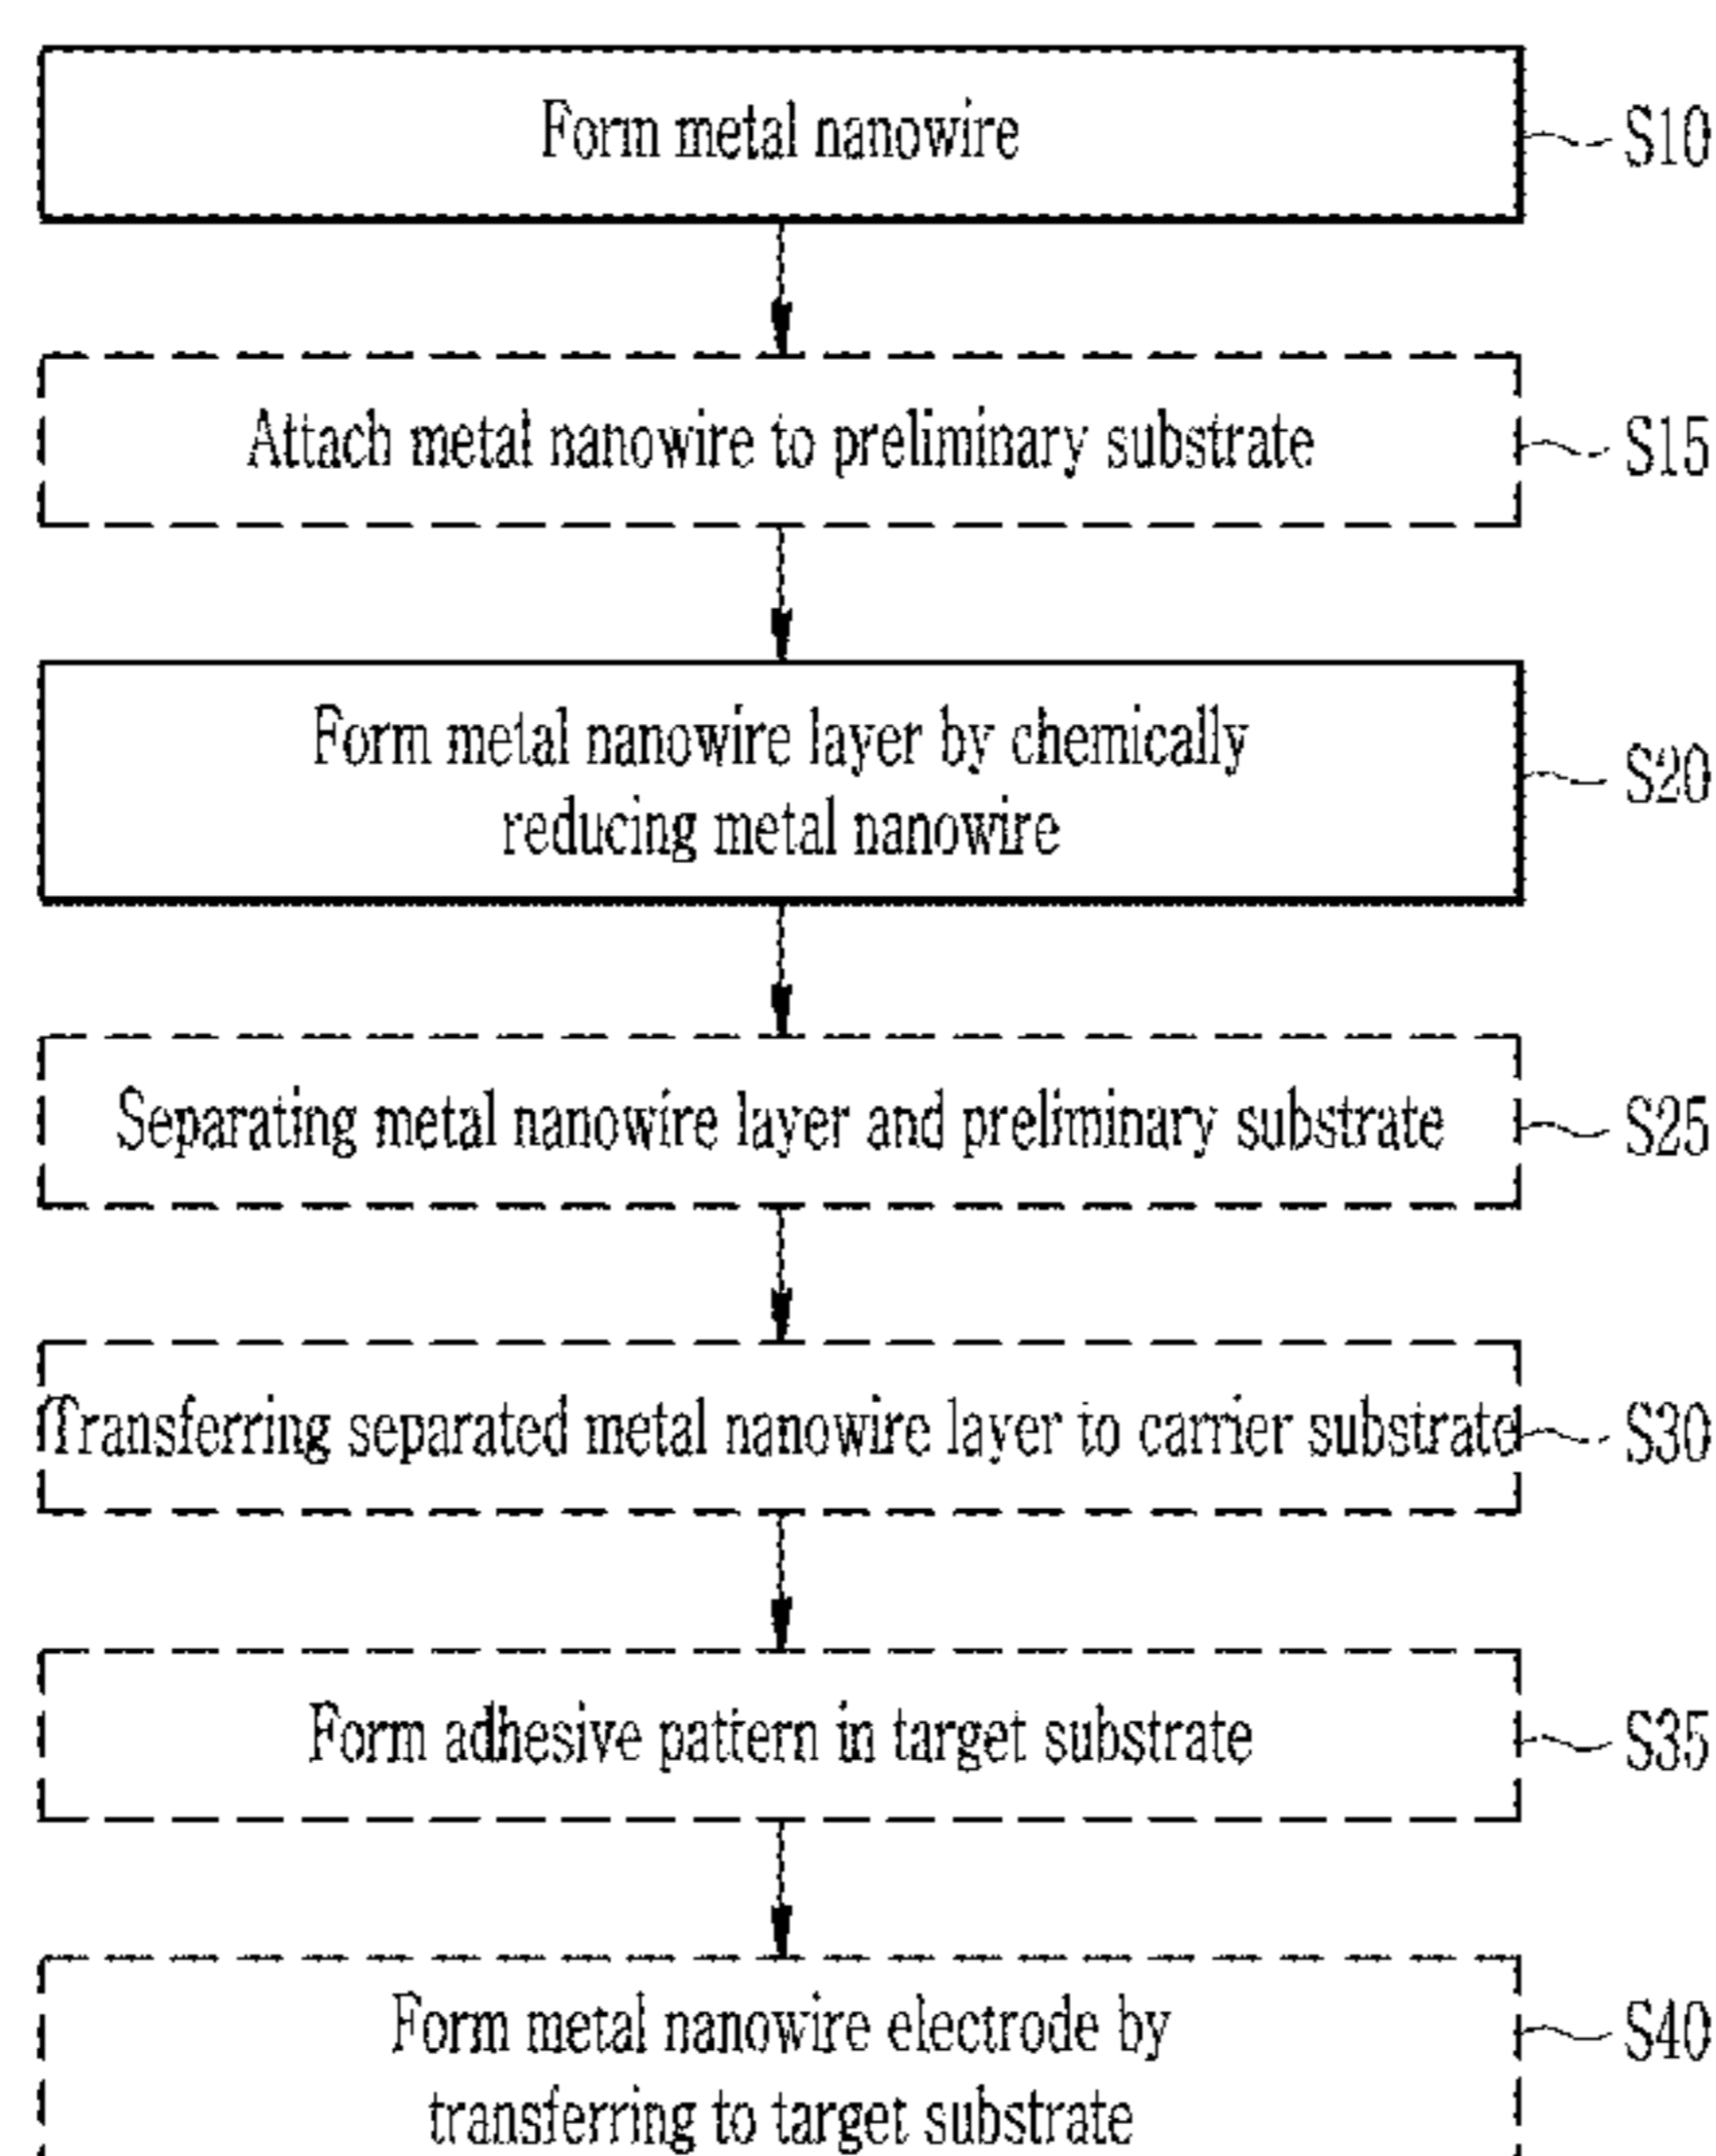 Form metal nanowire
S10
Attach metal nanowire to preliminary substrate
S15
Form metal nanowire layer by chemically
reducing metal nanowire
S20
Separating metal nanowire layer and preliminary substrate
S25
Transferring separated metal nanowire layer to carrier substrate
S30
Form adhesive pattern in target substrate
S35
Form metal nanowire electrode by
transferring to target substrate
S40